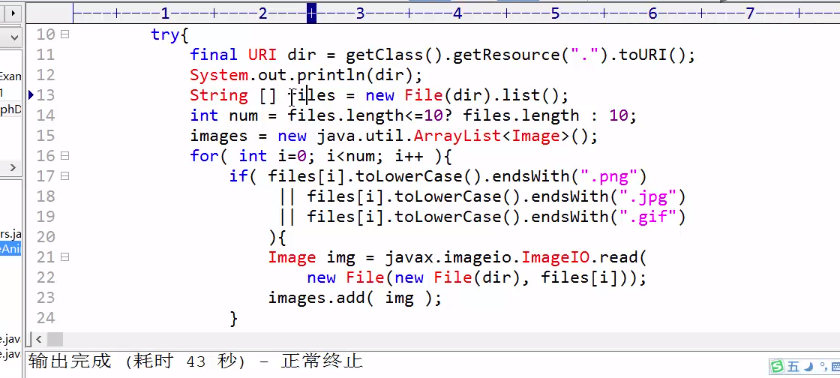 1 2 3 4 5 6 7
10 try{
11 final URI dir = getClass().getResource(".").toURI();
12 System.out.println(dir);
13 String [] files = new File(dir).list();
14 int num = files.length<=10? files.length : 10;
15 images = new java.util.ArrayList<Image>();
16 for( int i=0; i<num; i++ ){
17 if( files[i].toLowerCase().endsWith(".png")
18 || files[i].toLowerCase().endsWith(".jpg")
19 || files[i].toLowerCase().endsWith(".gif")
20 ){
21 Image img = javax.imageio.ImageIO.read(
22 new File(new File(dir), files[i]));
23 images.add( img );
24 }
Exam
phD
rs.ja
eAni
e.java
e.java
输出完成 (耗时 43 秒) - 正常终止
五